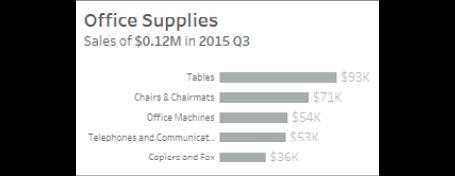 Office Supplies
Sales of $0.12M in 2015 Q3
Tables $93K
Chairs & Chairmats $71K
Office Machines $54K
Telephones and Communicat.. $53K
Copiers and Fax $36K